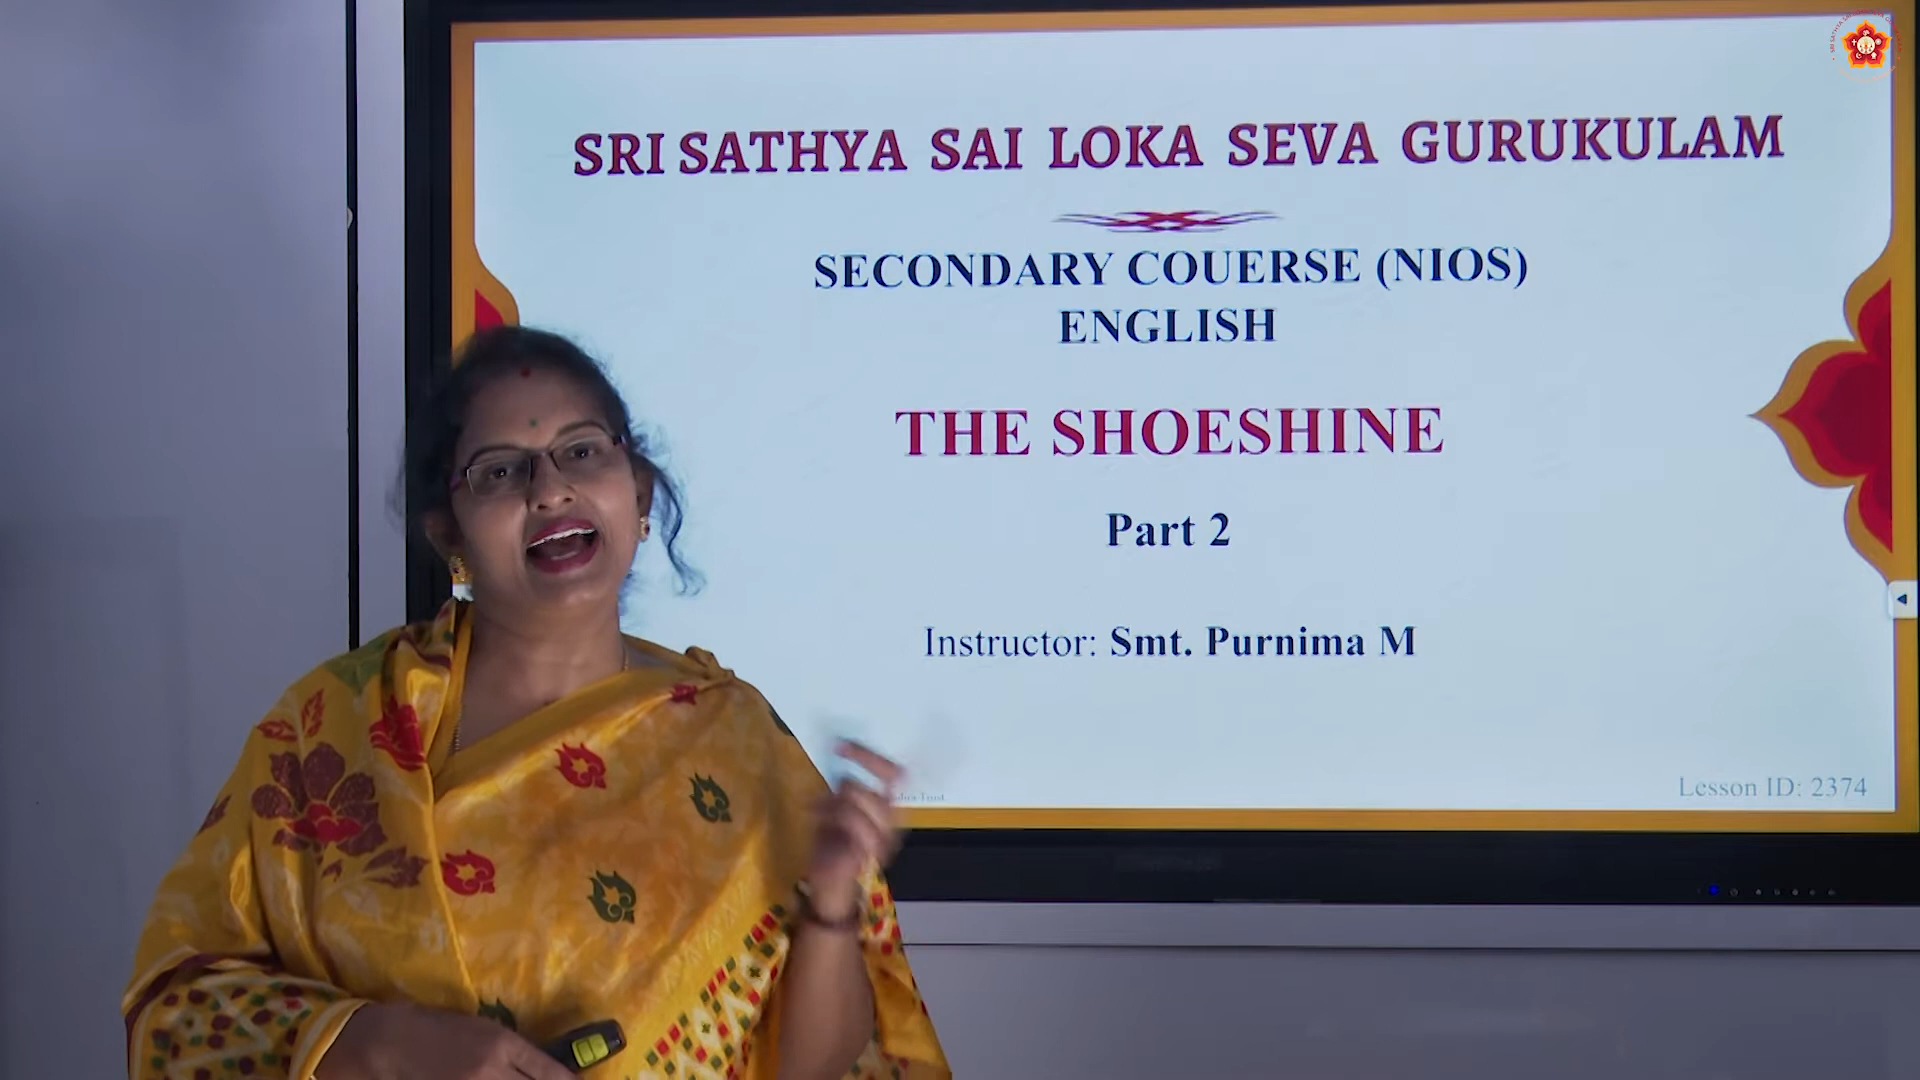 SRI SATHYA SAI LOKA SEVA GURUKULAM
SECONDARY COUERSE (NIOS)
ENGLISH
THE SHOESHINE
Part 2
Instructor: Smt. Purnima M
Trust
Lesson ID: 2374